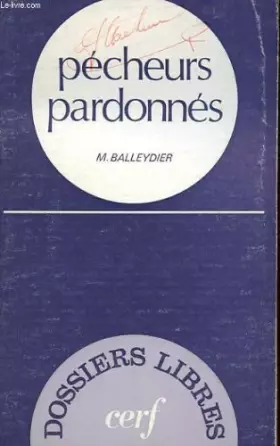 Le-livre.com
pécheurs
pardonnés
M. BALLEYDIER
DOSSIERS LIBRES
cerf